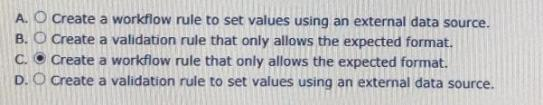 A. Create a workflow rule to set values using an external data source.
B. Create a validation rule that only allows the expected format.
C. Create a workflow rule that only allows the expected format.
D. Create a validation rule to set values using an external data source.